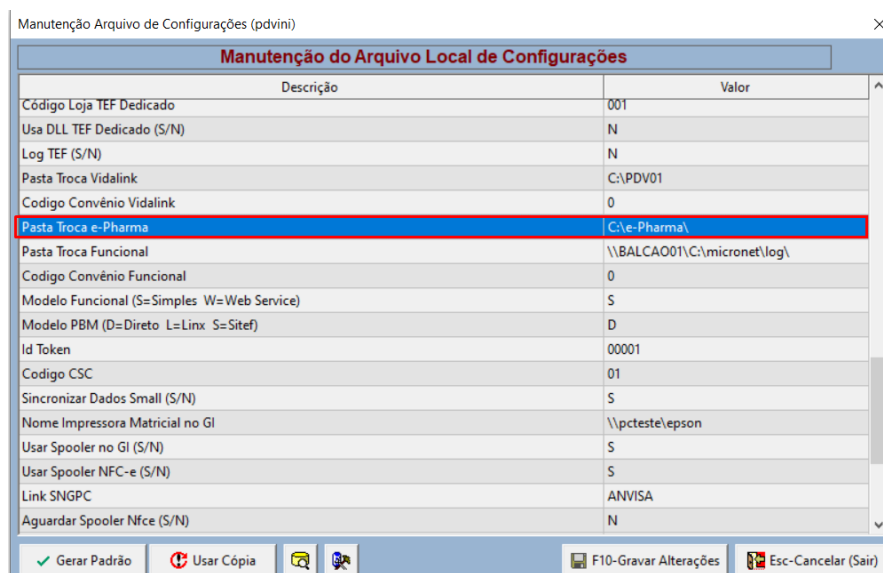 Manutenção Arquivo de Configurações (pdvini)
Manutenção do Arquivo Local de Configurações
Descrição Valor
Código Loja TEF Dedicado 001
Usa DLL TEF Dedicado (S/N) N
Log TEF (S/N) N
Pasta Troca Vidalink C:\PDV01
Codigo Convênio Vidalink 0
Pasta Troca e-Pharma C:\e-Pharma\
Pasta Troca Funcional \\BALCAO01\C:\micronet\log\
Codigo Convênio Funcional 0
Modelo Funcional (S=Simples W=Web Service) S
Modelo PBM (D=Direto L=Linx S=Sitef) D
Id Token 00001
Codigo CSC 01
Sincronizar Dados Small (S/N) S
Nome Impressora Matricial no GI \\pcteste\epson
Usar Spooler no GI (S/N) S
Usar Spooler NFC-e (S/N) S
Link SNGPC ANVISA
Aguardar Spooler Nfce (S/N) N
Gerar Padrão Usar Cópia F10-Gravar Alterações Esc-Cancelar (Sair)